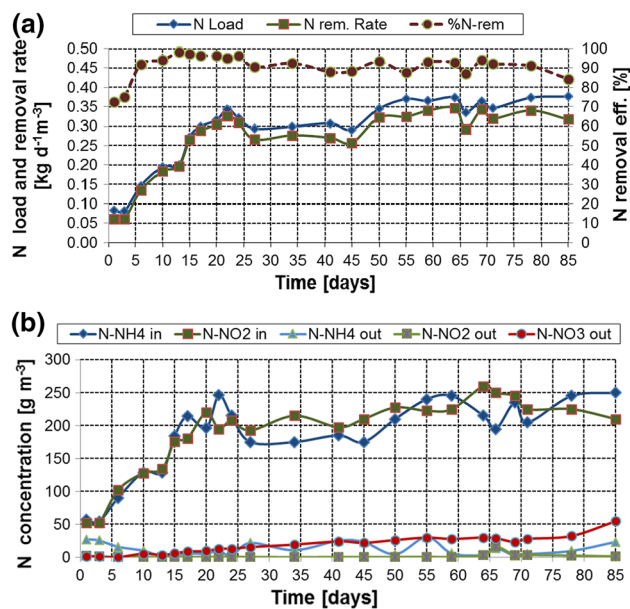 (a)
N Load N rem. Rate %N-rem
N load and removal rate
[kg d-1m-3]
0.50
0.45
0.40
0.35
0.30
0.25
0.20
0.15
0.10
0.05
0.00
100
90
80
70
60
50
40
30
20
10
0
N removal eff. [%]
0 5 10 15 20 25 30 35 40 45 50 55 60 65 70 75 80 85
Time [days]
(b)
N-NH4 in N-NO2 in N-NH4 out N-NO2 out N-NO3 out
N concentration [g m-3]
300
250
200
150
100
50
0
0 5 10 15 20 25 30 35 40 45 50 55 60 65 70 75 80 85
Time [days]